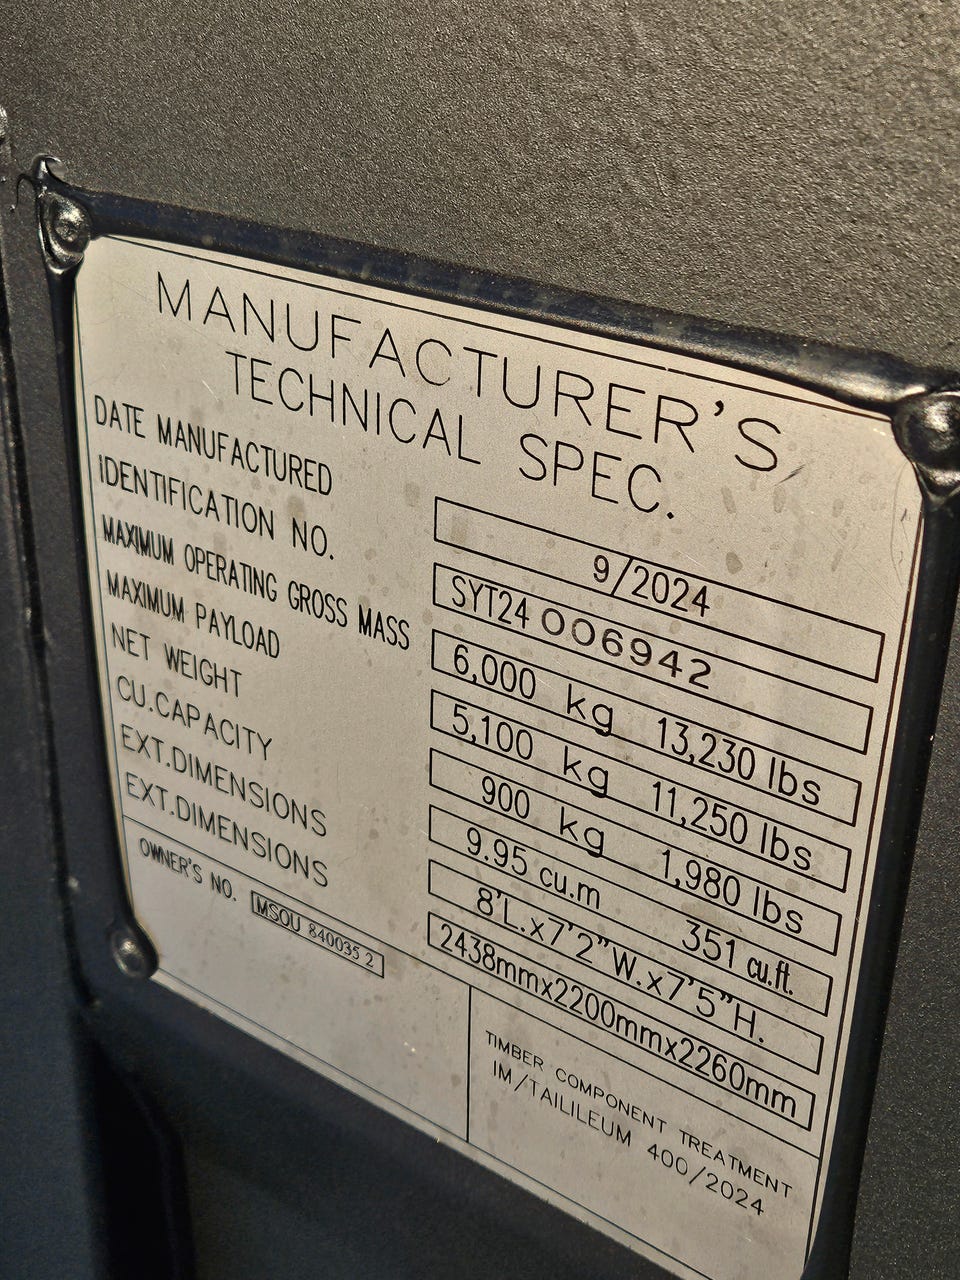 MANUFACTURER'S
TECHNICAL SPEC.
DATE MANUFACTURED 9/2024
IDENTIFICATION NO. SYT24 006942
MAXIMUM OPERATING GROSS MASS 6,000 kg 13,230 lbs
MAXIMUM PAYLOAD 5,100 kg 11,250 lbs
NET WEIGHT 900 kg 1,980 lbs
CU.CAPACITY 9.95 cu.m 351 cu.ft.
EXT.DIMENSIONS 8'L.x7'2"W.x7'5"H.
EXT.DIMENSIONS 2438mmx2200mmx2260mm
OWNER'S NO. MSOU 840035 2
TIMBER COMPONENT TREATMENT
IM/TAILILEUM 400/2024